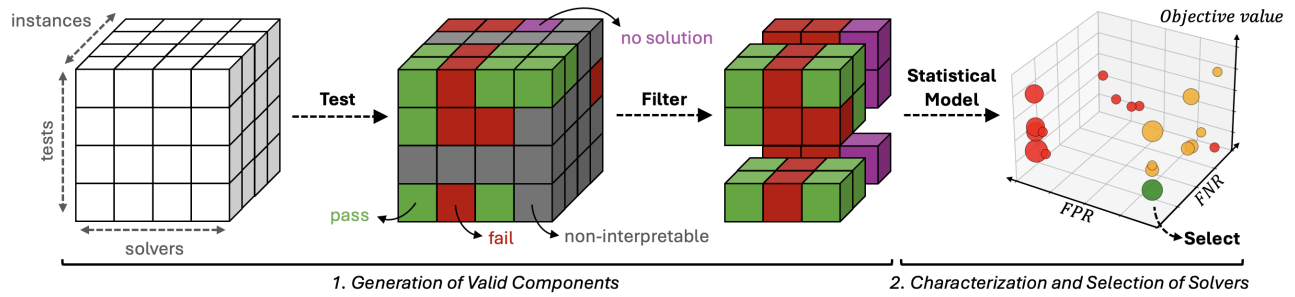 instances
tests
solvers
Test
no solution
pass
fail
non-interpretable
Filter
Statistical
Model
Objective value
FPR
FNR
Select
1. Generation of Valid Components
2. Characterization and Selection of Solvers